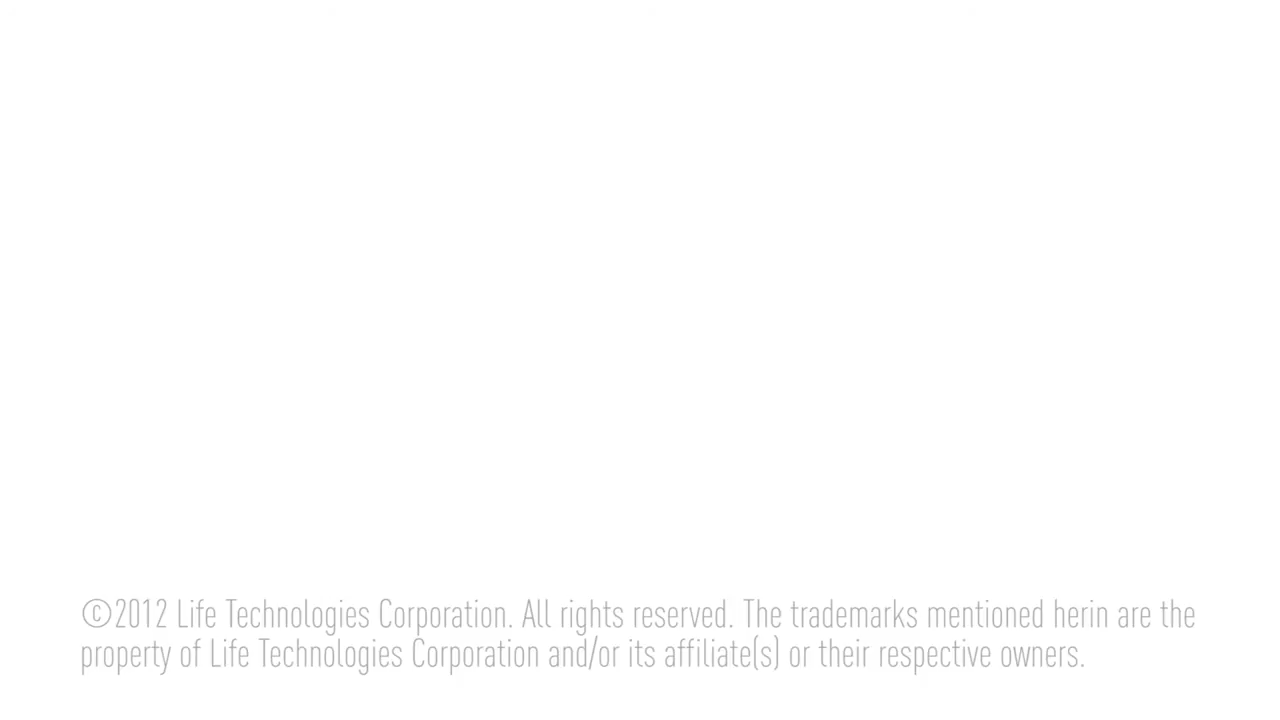 ©2012 Life Technologies Corporation. All rights reserved. The trademarks mentioned herin are the
property of Life Technologies Corporation and/or its affiliate(s) or their respective owners.